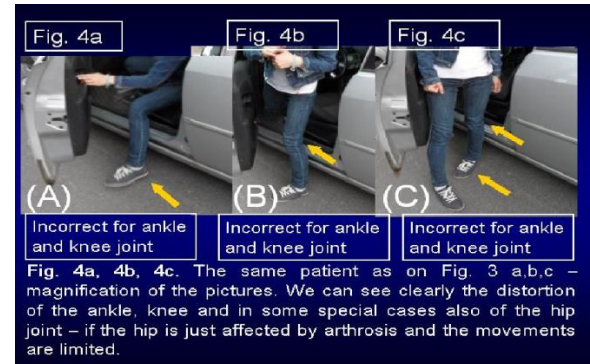 Fig. 4a
Fig. 4b
Fig. 4c
(A)
(B)
(C)
Incorrect for ankle
and knee joint
Incorrect for ankle
and knee joint
Incorrect for ankle
and knee joint
Fig. 4a, 4b, 4c. The same patient as on Fig. 3 a,b,c –
magnification of the pictures. We can see clearly the distortion
of the ankle, knee and in some special cases also of the hip
joint – if the hip is just affected by arthrosis and the movements
are limited.